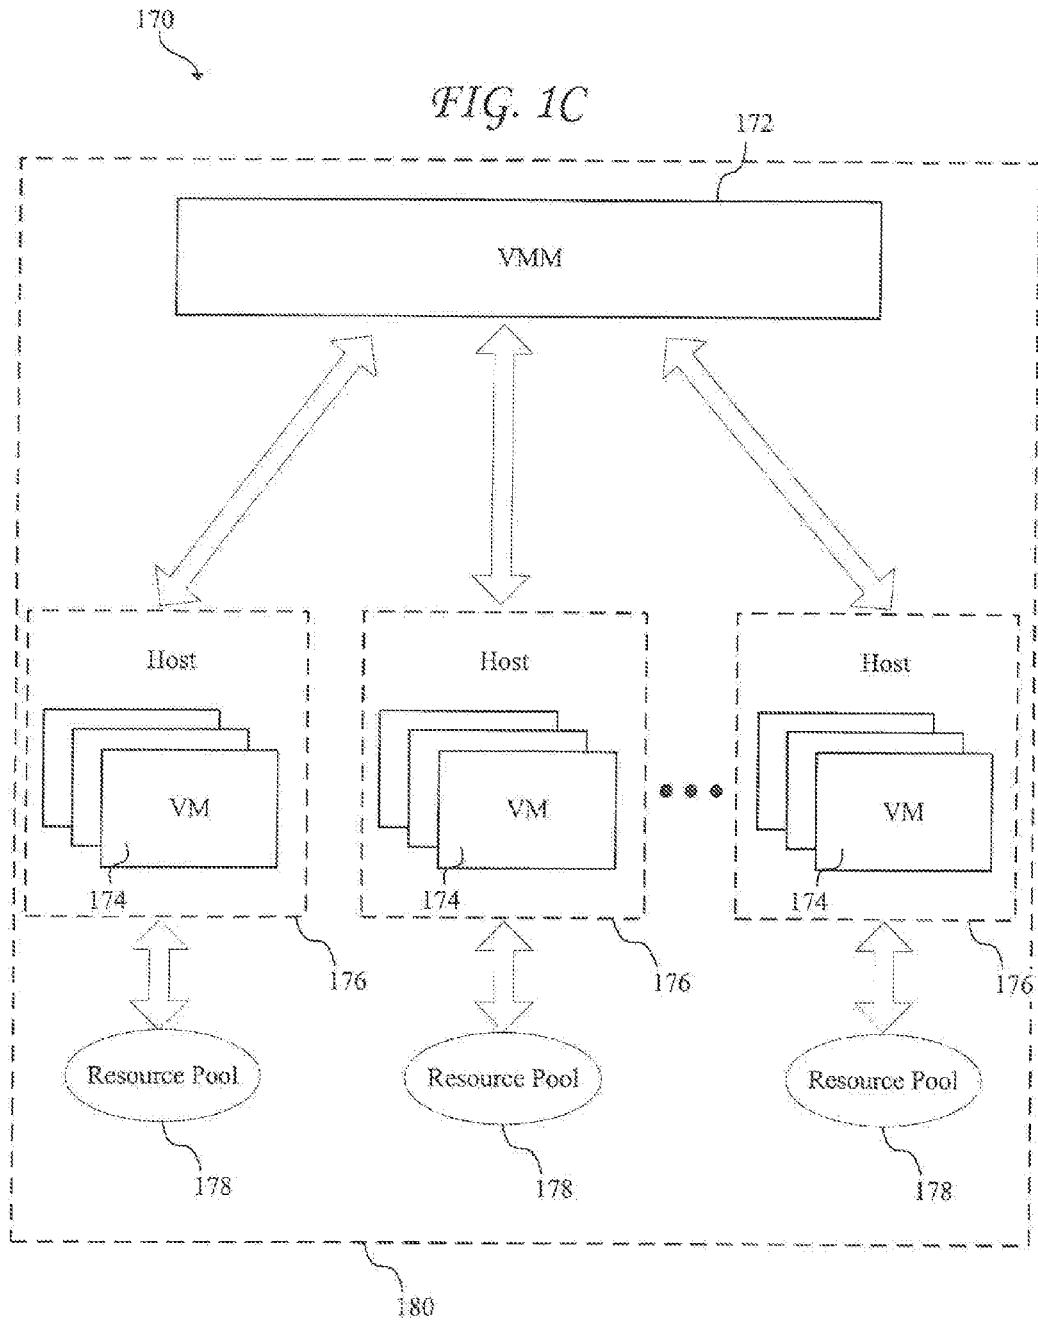 170
FIG. 1C
172
VMM
Host
Host
Host
VM
VM
VM
174
174
174
176
176
176
Resource Pool
Resource Pool
Resource Pool
178
178
178
180